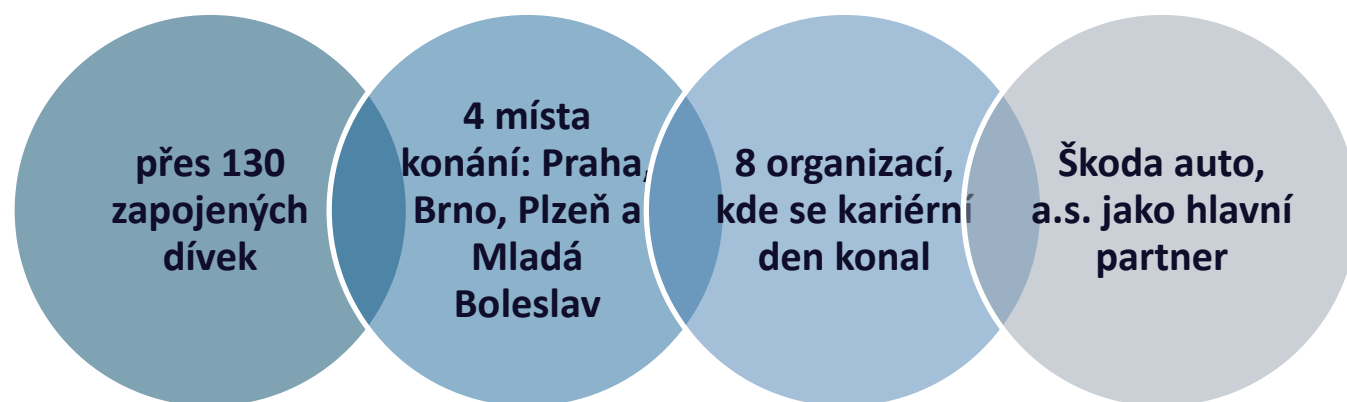 přes 130
zapojených
dívek
4 místa
konání: Praha,
Brno, Plzeň a
Mladá
Boleslav
8 organizací,
kde se kariérní
den konal
Škoda auto,
a.s. jako hlavní
partner